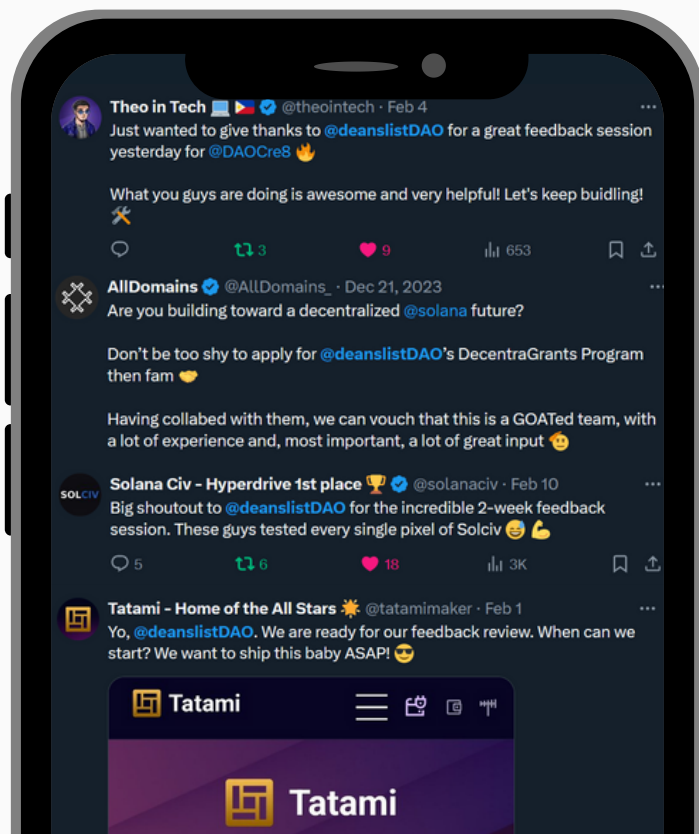 Theo in Tech 💻 🇵🇭 @theointech · Feb 4
Just wanted to give thanks to @deanslistDAO for a great feedback session
yesterday for @DAOCre8 🔥
What you guys are doing is awesome and very helpful! Let's keep buidling!
🛠️
3 9 653
AllDomains @AllDomains_ · Dec 21, 2023
Are you building toward a decentralized @solana future?
Don't be too shy to apply for @deanslistDAO's DecentraGrants Program
then fam 🤝
Having collabed with them, we can vouch that this is a GOATed team, with
a lot of experience and, most important, a lot of great input 🫡
SOLCIV
Solana Civ - Hyperdrive 1st place 🏆 @solanaciv · Feb 10
Big shoutout to @deanslistDAO for the incredible 2-week feedback
session. These guys tested every single pixel of Solciv 😅 💪
5 6 18 3K
Tatami - Home of the All Stars 🌟 @tatamimaker · Feb 1
Yo, @deanslistDAO. We are ready for our feedback review. When can we
start? We want to ship this baby ASAP! 😎
Tatami
Tatami